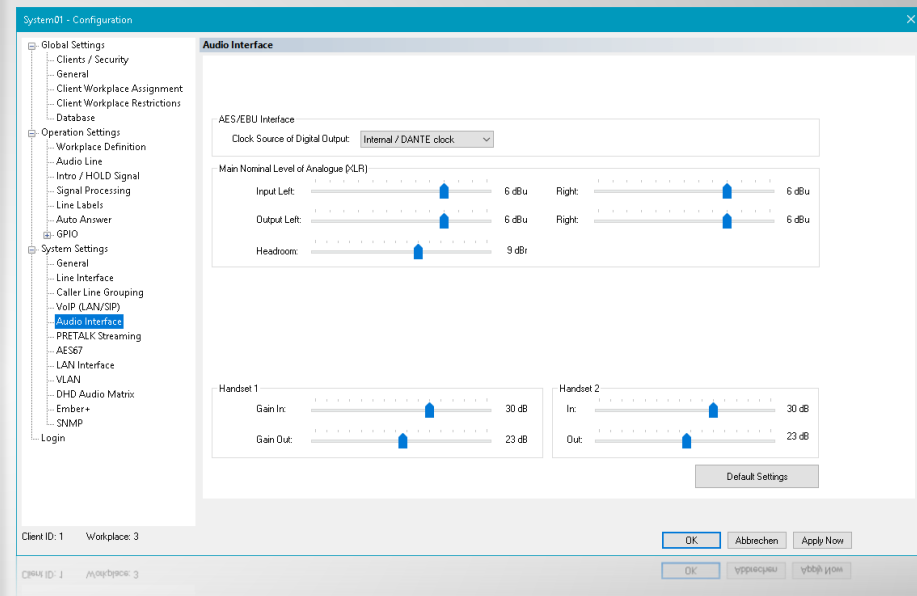 System01 - Configuration
Global Settings
Clients / Security
General
Client Workplace Assignment
Client Workplace Restrictions
Database
Operation Settings
Workplace Definition
Audio Line
Intro / HOLD Signal
Signal Processing
Line Labels
Auto Answer
GPIO
System Settings
General
Line Interface
Caller Line Grouping
VoIP (LAN/SIP)
Audio Interface
PRETALK Streaming
AES67
LAN Interface
VLAN
DHD Audio Matrix
Ember+
SNMP
Login
Audio Interface
AES/EBU Interface
Clock Source of Digital Output: Internal / DANTE clock
Main Nominal Level of Analogue (XLR)
Input Left: 6 dBu Right: 6 dBu
Output Left: 6 dBu Right: 6 dBu
Headroom: 9 dBr
Handset 1
Gain In: 30 dB
Gain Out: 23 dB
Handset 2
In: 30 dB
Out: 23 dB
Default Settings
Client ID: 1 Workplace: 3
OK Abbrechen Apply Now